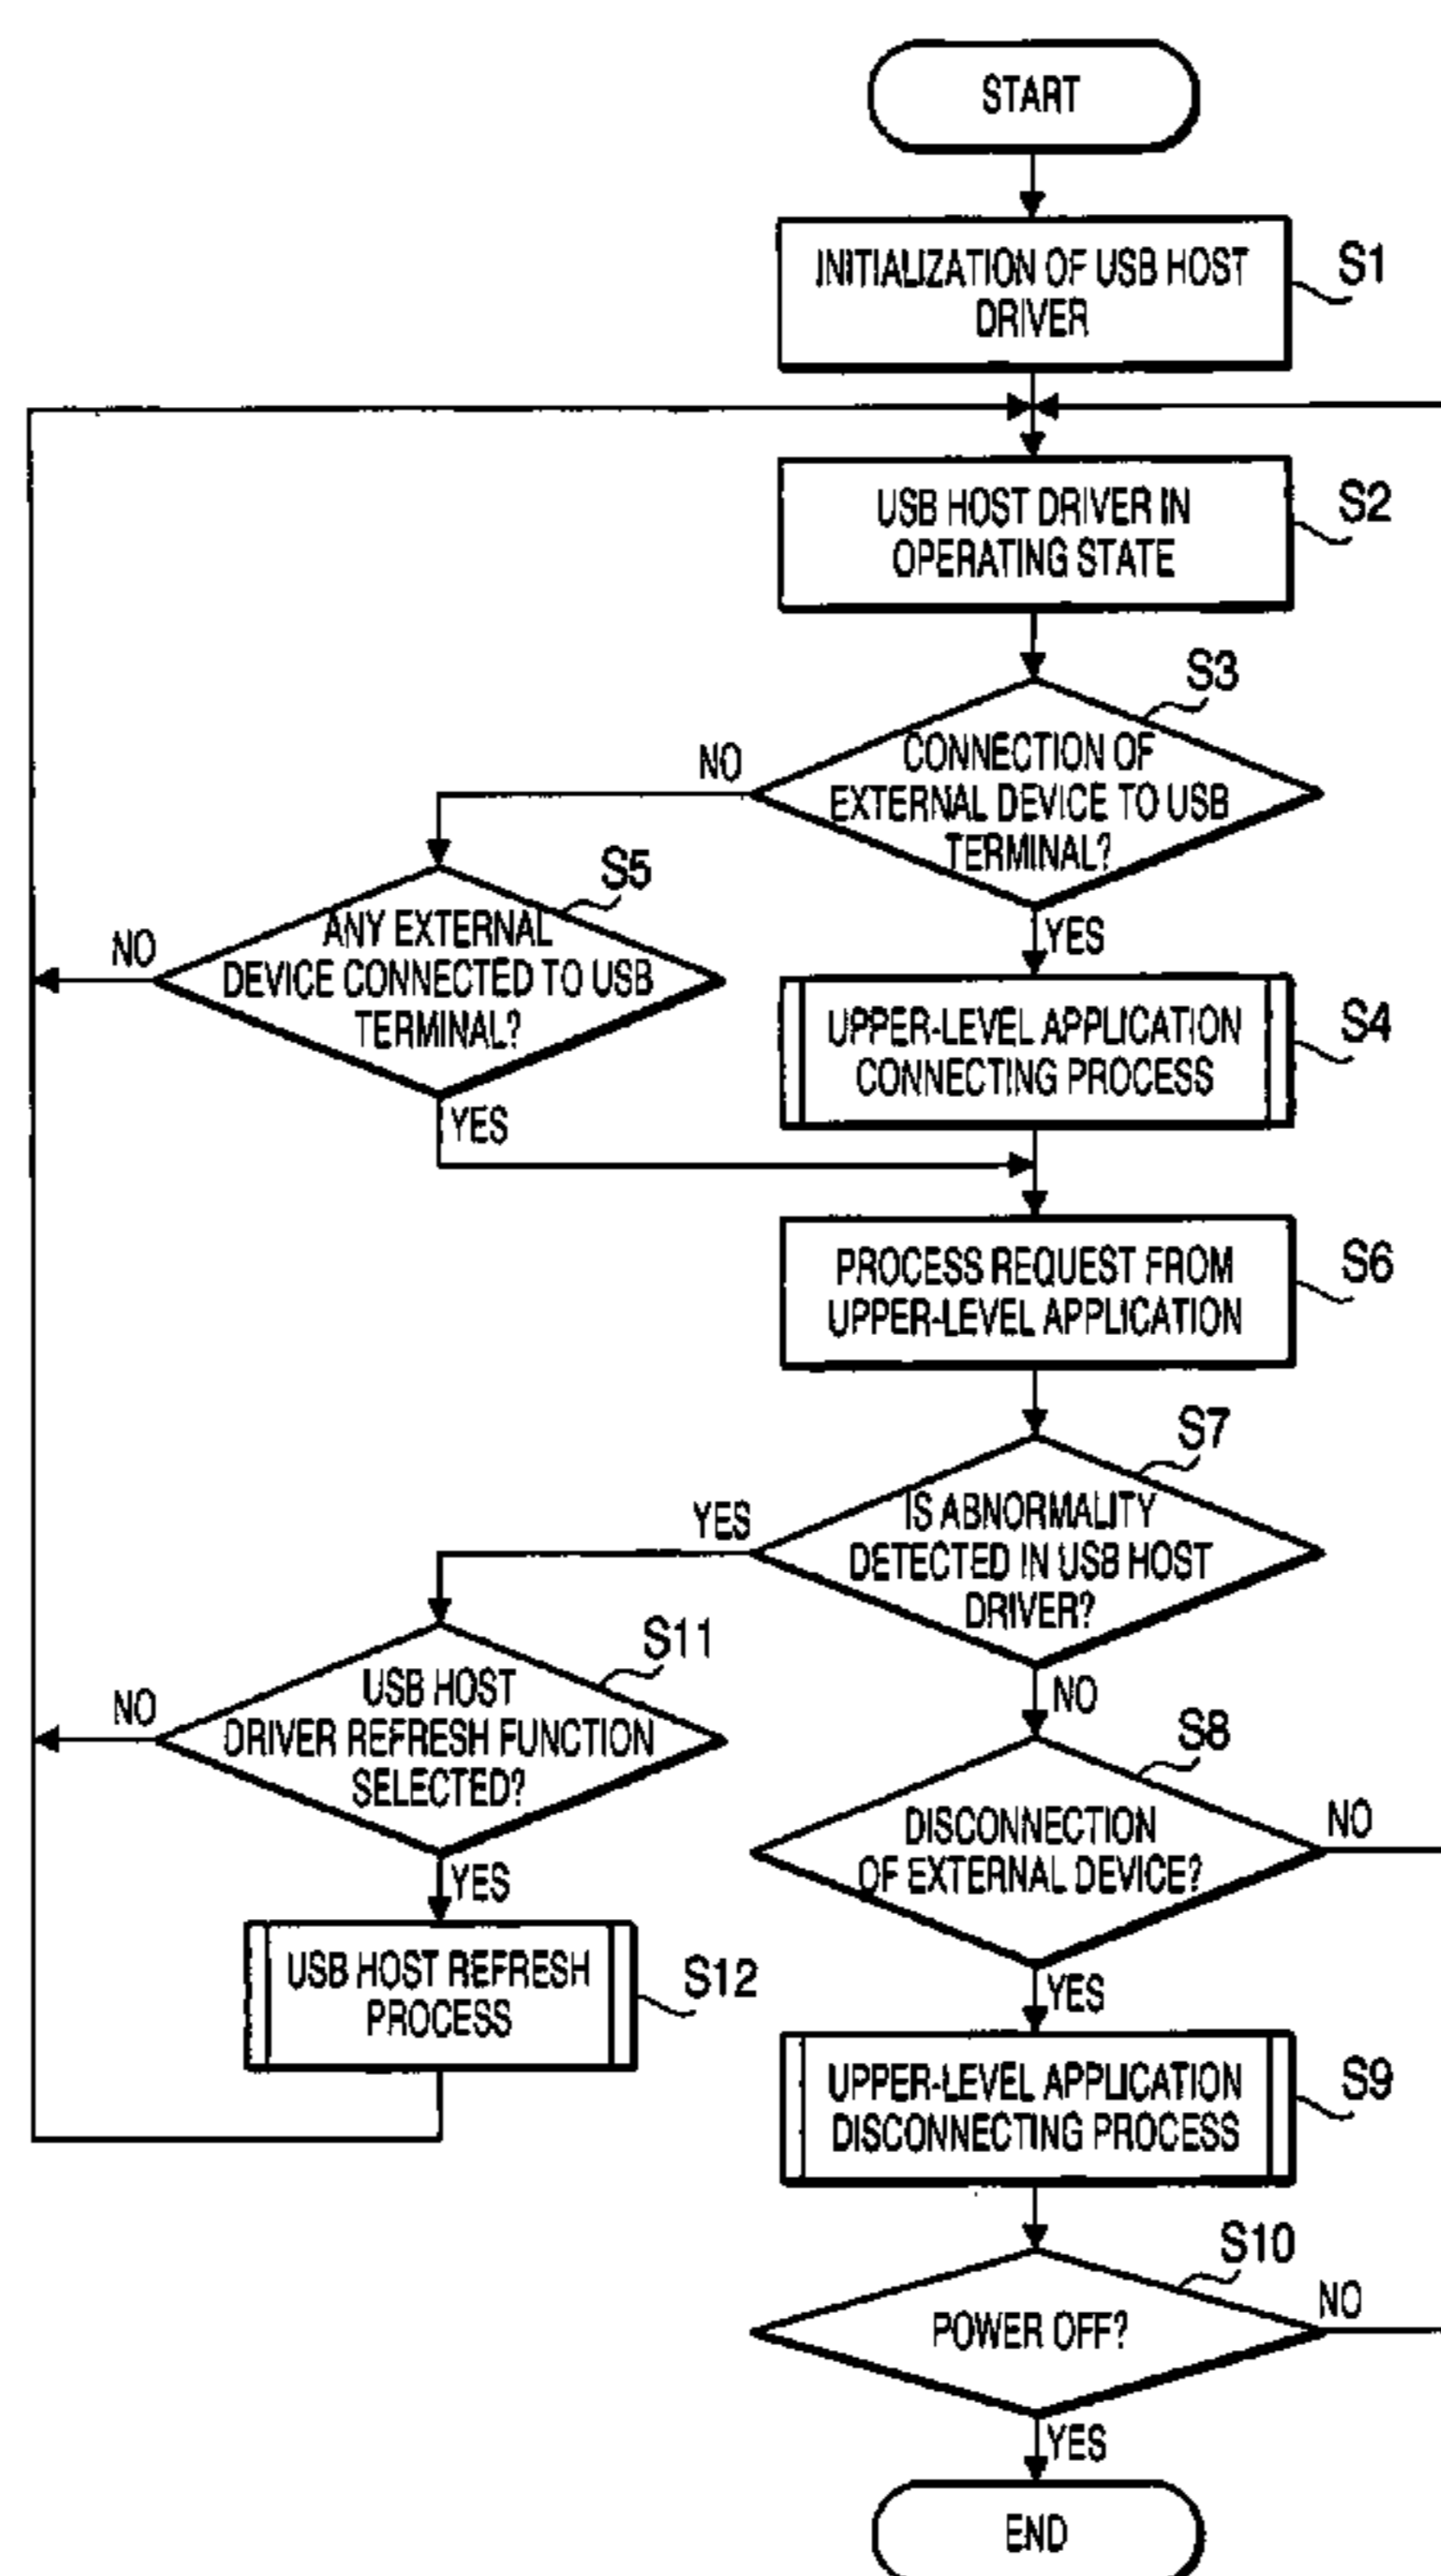 START
INITIALIZATION OF USB HOST
DRIVER
S1
USB HOST DRIVER IN
OPERATING STATE
S2
S3
CONNECTION OF
EXTERNAL DEVICE TO USB
TERMINAL?
NO
YES
S5
ANY EXTERNAL
DEVICE CONNECTED TO USB
TERMINAL?
NO
YES
UPPER-LEVEL APPLICATION
CONNECTING PROCESS
S4
PROCESS REQUEST FROM
UPPER-LEVEL APPLICATION
S6
S7
IS ABNORMALITY
DETECTED IN USB HOST
DRIVER?
YES
NO
S11
USB HOST
DRIVER REFRESH FUNCTION
SELECTED?
NO
YES
S8
DISCONNECTION
OF EXTERNAL DEVICE?
NO
YES
USB HOST REFRESH
PROCESS
S12
UPPER-LEVEL APPLICATION
DISCONNECTING PROCESS
S9
S10
POWER OFF?
NO
YES
END